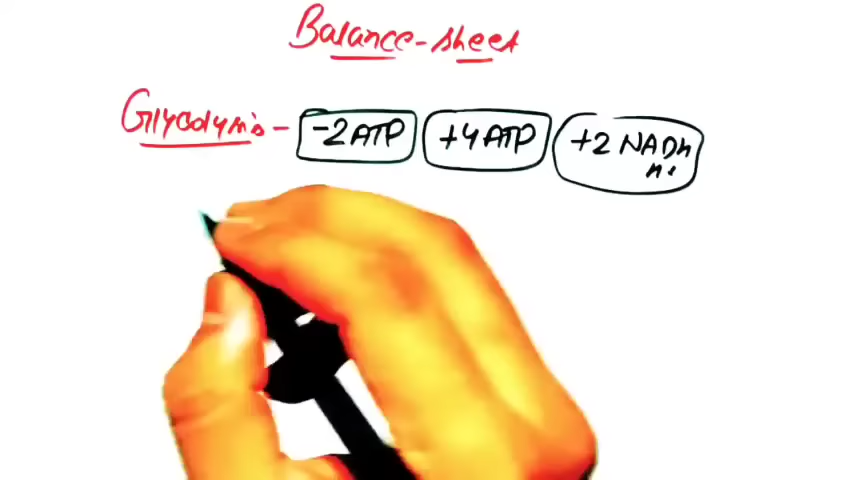 Balance-sheet
Glycolysis - -2ATP +4ATP +2 NADH
H+